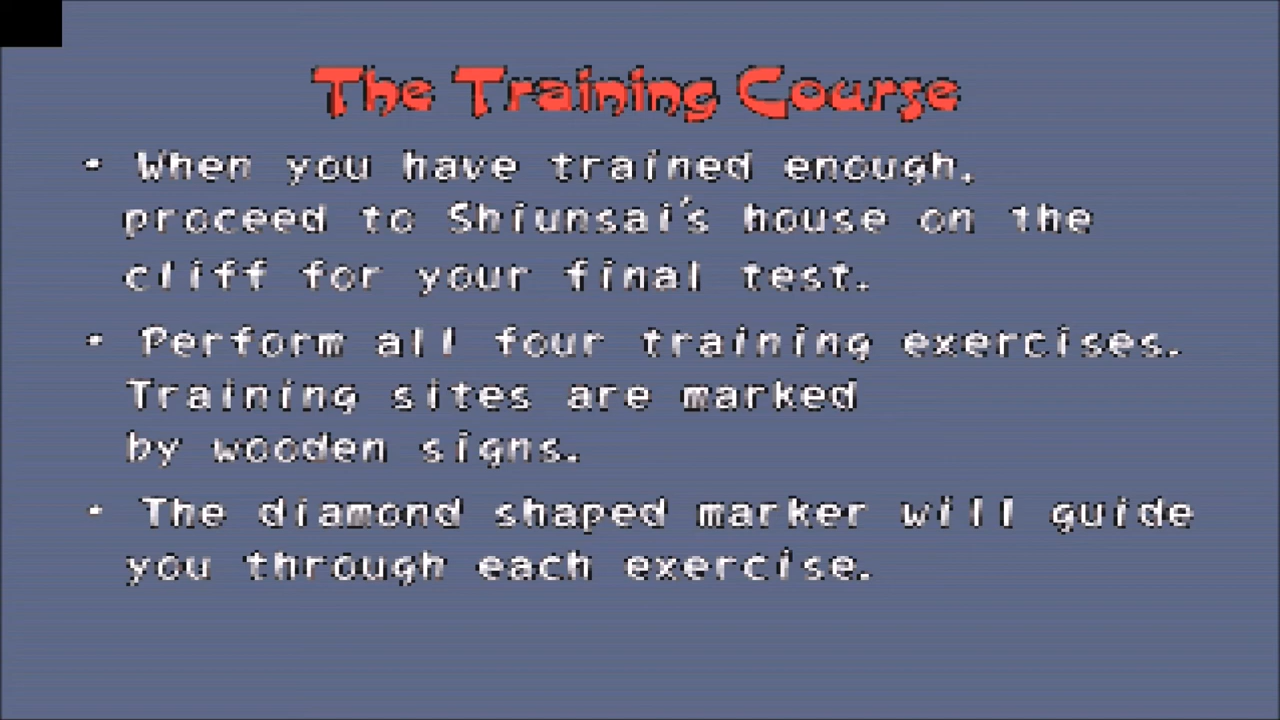 The Training Course
• When you have trained enough,
proceed to Shiunsai's house on the
cliff for your final test.
• Perform all four training exercises.
Training sites are marked
by wooden signs.
• The diamond shaped marker will guide
you through each exercise.